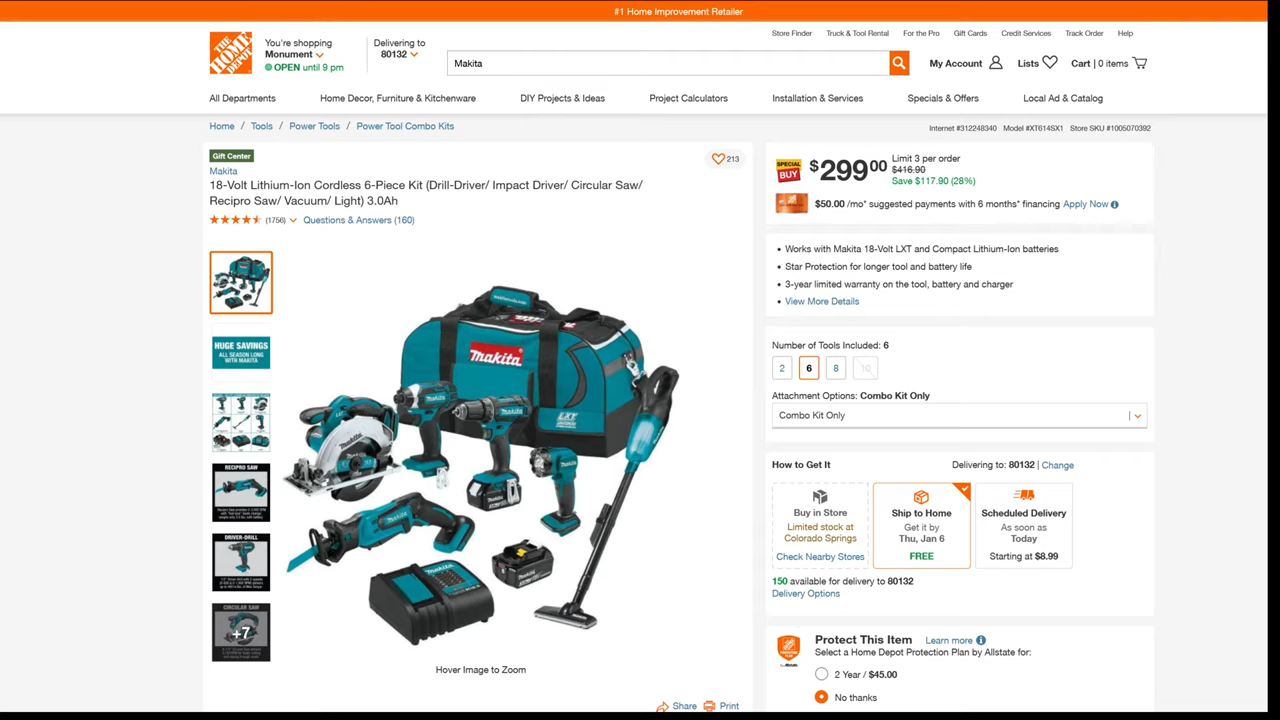 #1 Home Improvement Retailer
Store Finder Truck & Tool Rental For the Pro Gift Cards Credit Services Track Order Help
THE HOME DEPOT
You're shopping
Monument
OPEN until 9 pm
Delivering to
80132
Makita
My Account Lists Cart | 0 items
All Departments Home Decor, Furniture & Kitchenware DIY Projects & Ideas Project Calculators Installation & Services Specials & Offers Local Ad & Catalog
Home / Tools / Power Tools / Power Tool Combo Kits
Internet #312248340 Model #XT614SX1 Store SKU #1005070392
Gift Center
213
Makita
18-Volt Lithium-Ion Cordless 6-Piece Kit (Drill-Driver/ Impact Driver/ Circular Saw/
Recipro Saw/ Vacuum/ Light) 3.0Ah
(1756) Questions & Answers (160)
HUGE SAVINGS
ALL SEASON LONG
WITH MAKITA
RECIPRO SAW
DRIVER-DRILL
CIRCULAR SAW
+7
Makita
LXT
Makita
Makita
Makita
Makita
Hover Image to Zoom
Share Print
SPECIAL
BUY
$299.00
Limit 3 per order
$416.90
Save $117.90 (28%)
$50.00 /mo* suggested payments with 6 months* financing Apply Now
• Works with Makita 18-Volt LXT and Compact Lithium-Ion batteries
• Star Protection for longer tool and battery life
• 3-year limited warranty on the tool, battery and charger
• View More Details
Number of Tools Included: 6
2 6 8 10
Attachment Options: Combo Kit Only
Combo Kit Only
How to Get It
Delivering to: 80132 | Change
Buy in Store
Limited stock at
Colorado Springs
Check Nearby Stores
Ship to Home
Get it by
Thu, Jan 6
FREE
Scheduled Delivery
As soon as
Today
Starting at $8.99
150 available for delivery to 80132
Delivery Options
Protect This Item Learn more
Select a Home Depot Protection Plan by Allstate for:
2 Year / $45.00
No thanks